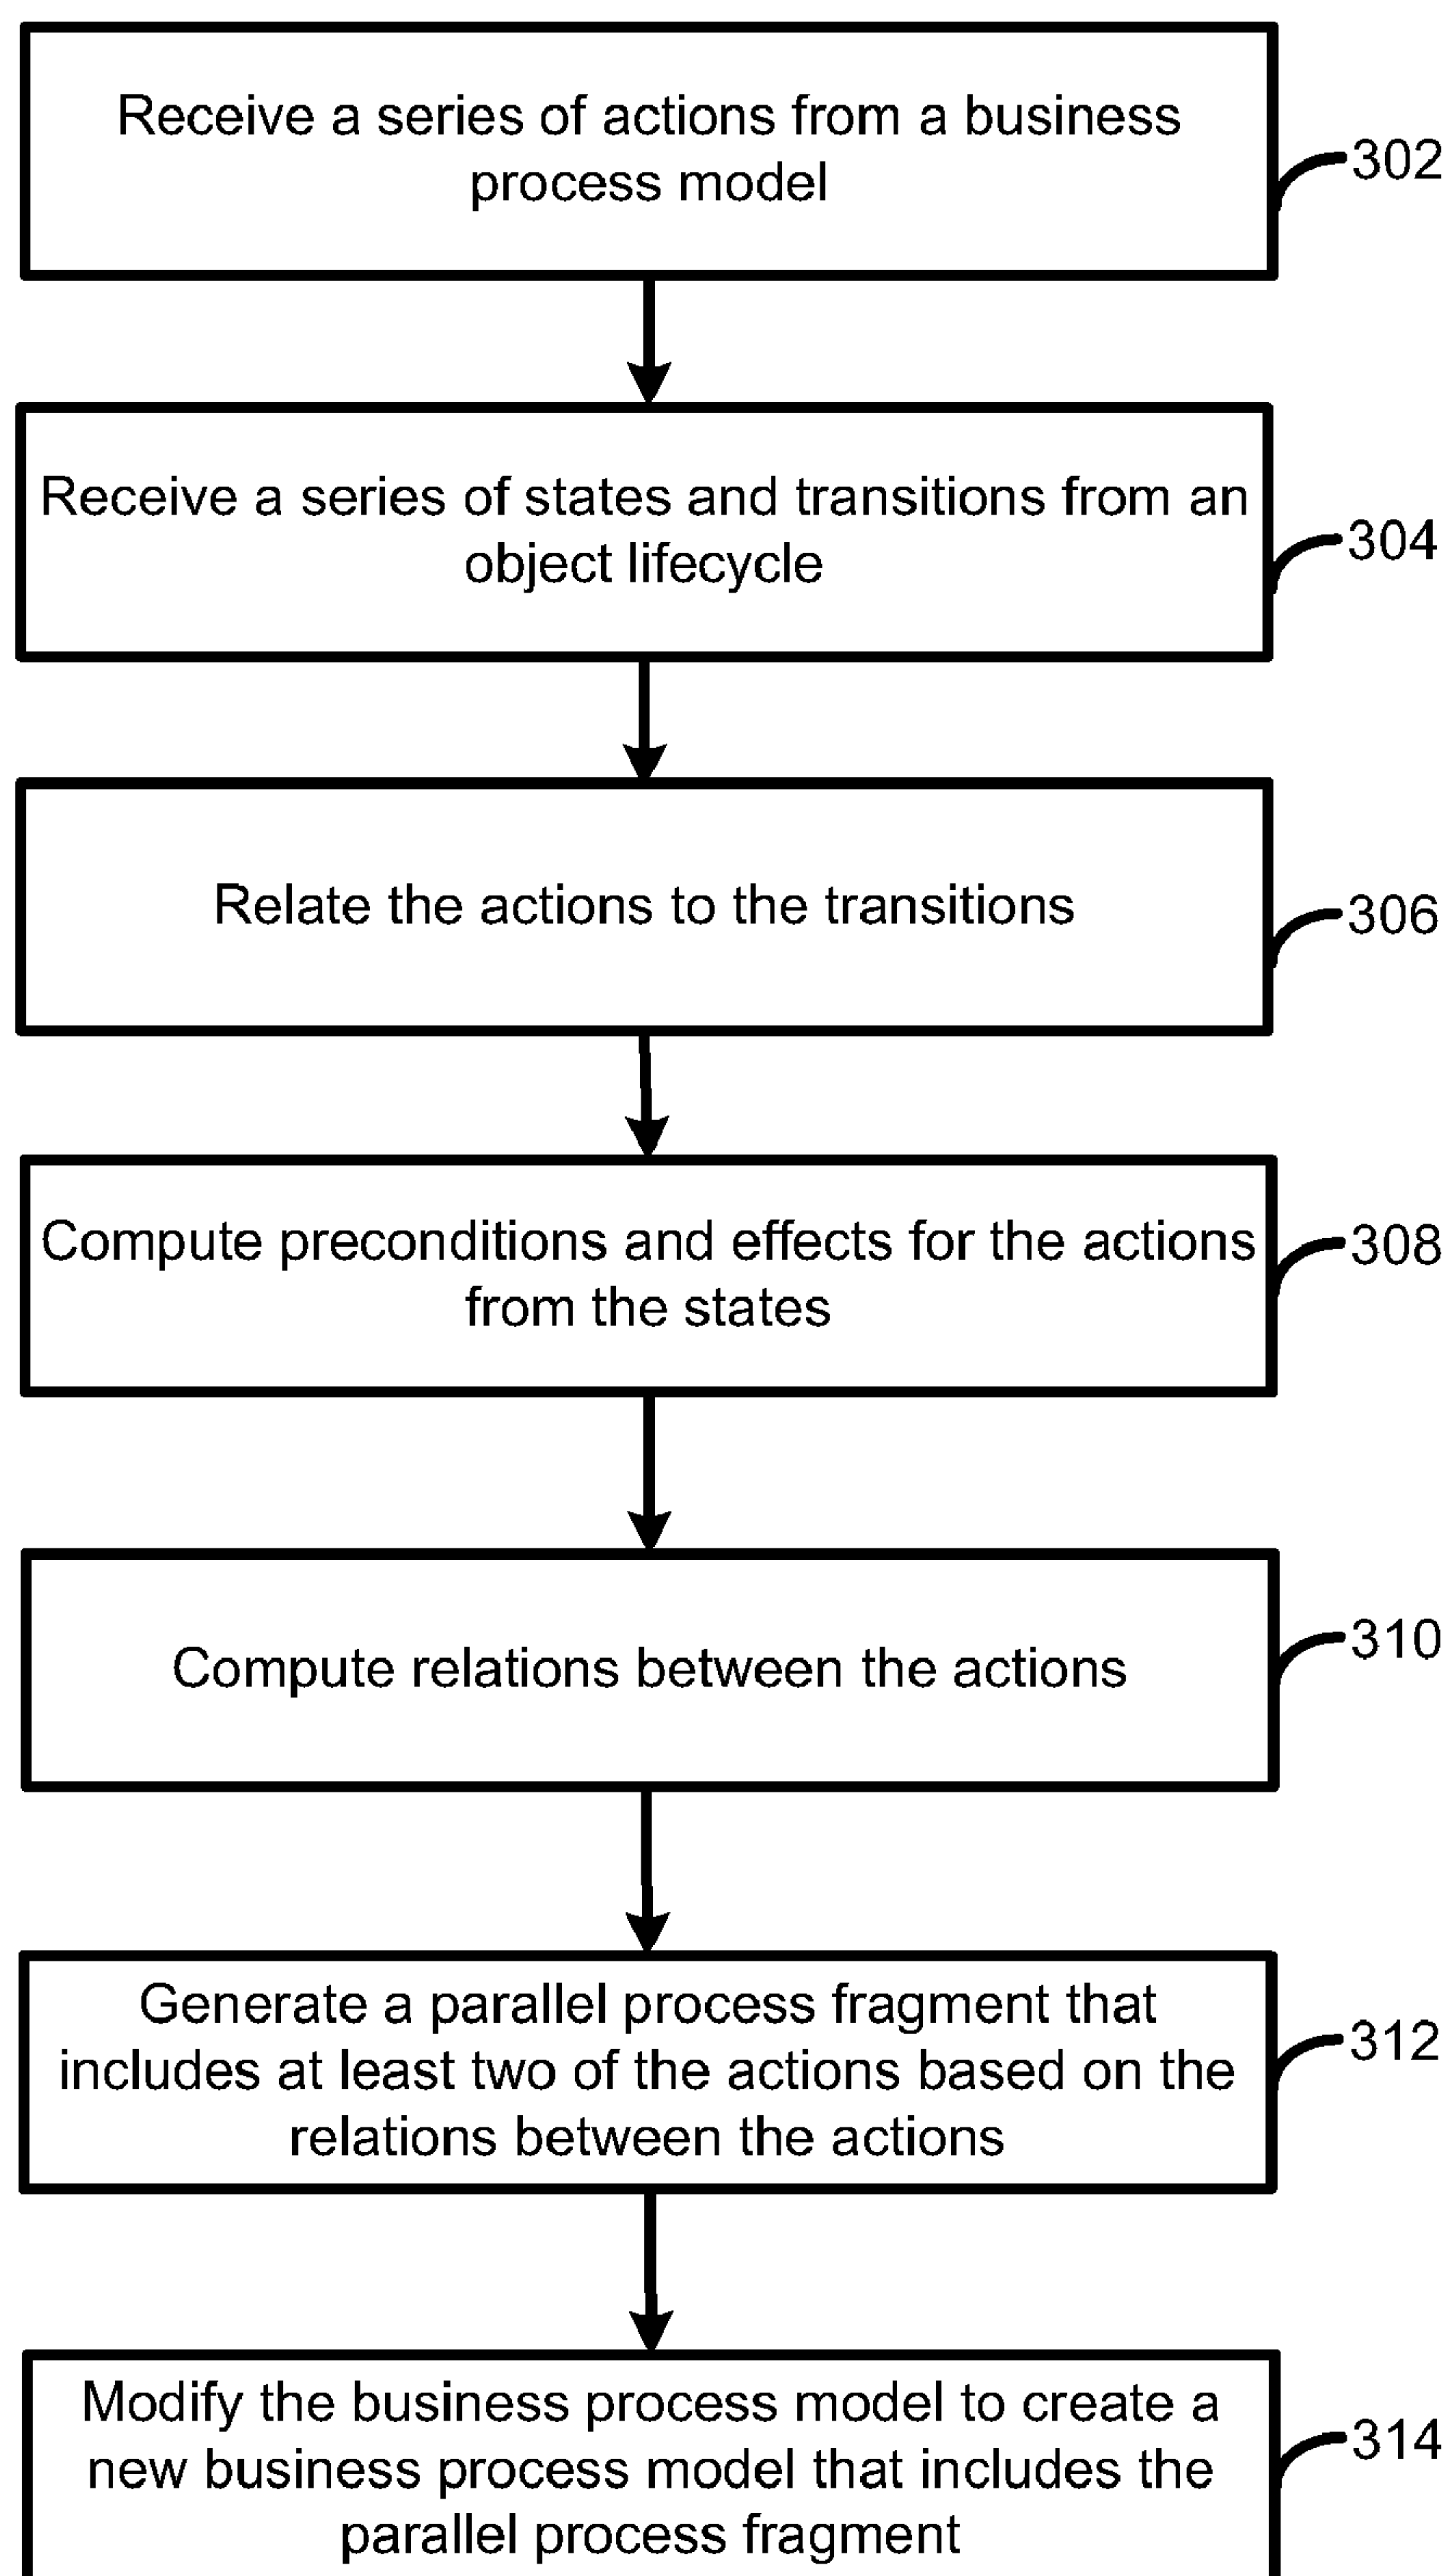 Receive a series of actions from a business
process model
302
Receive a series of states and transitions from an
object lifecycle
304
Relate the actions to the transitions
306
Compute preconditions and effects for the actions
from the states
308
Compute relations between the actions
310
Generate a parallel process fragment that
includes at least two of the actions based on the
relations between the actions
312
Modify the business process model to create a
new business process model that includes the
parallel process fragment
314